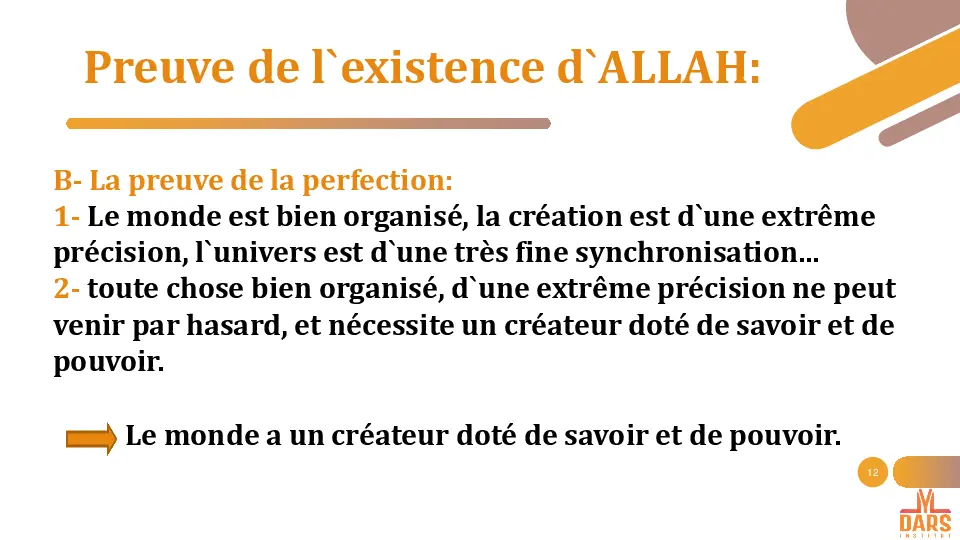 Preuve de l`existence d`ALLAH:
B- La preuve de la perfection:
1- Le monde est bien organisé, la création est d`une extrême
précision, l`univers est d`une très fine synchronisation...
2- toute chose bien organisé, d`une extrême précision ne peut
venir par hasard, et nécessite un créateur doté de savoir et de
pouvoir.
Le monde a un créateur doté de savoir et de pouvoir.
12
DARS
INSTITUT